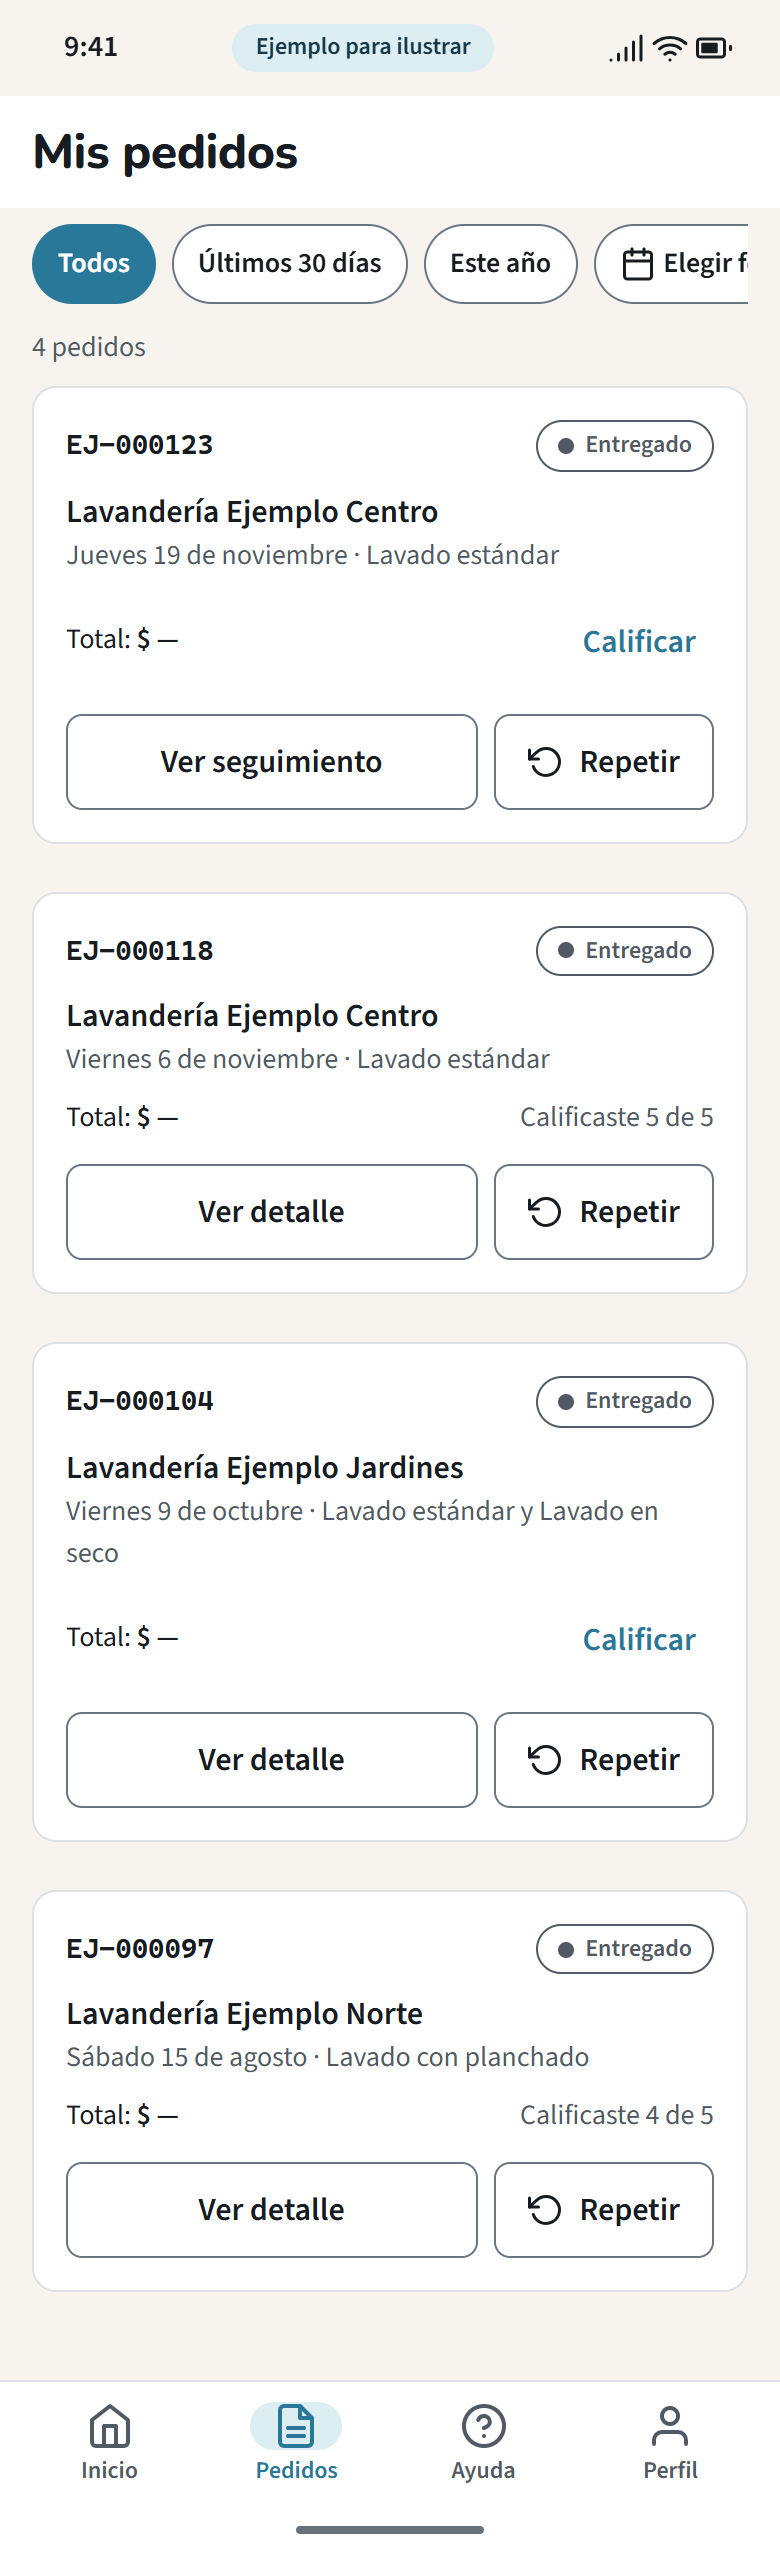 9:41
Ejemplo para ilustrar
Mis pedidos
Todos
Últimos 30 días
Este año
Elegir f
4 pedidos
EJ-000123
Entregado
Lavandería Ejemplo Centro
Jueves 19 de noviembre · Lavado estándar
Total: $ —
Calificar
Ver seguimiento
Repetir
EJ-000118
Entregado
Lavandería Ejemplo Centro
Viernes 6 de noviembre · Lavado estándar
Total: $ —
Calificaste 5 de 5
Ver detalle
Repetir
EJ-000104
Entregado
Lavandería Ejemplo Jardines
Viernes 9 de octubre · Lavado estándar y Lavado en
seco
Total: $ —
Calificar
Ver detalle
Repetir
EJ-000097
Entregado
Lavandería Ejemplo Norte
Sábado 15 de agosto · Lavado con planchado
Total: $ —
Calificaste 4 de 5
Ver detalle
Repetir
Inicio
Pedidos
Ayuda
Perfil